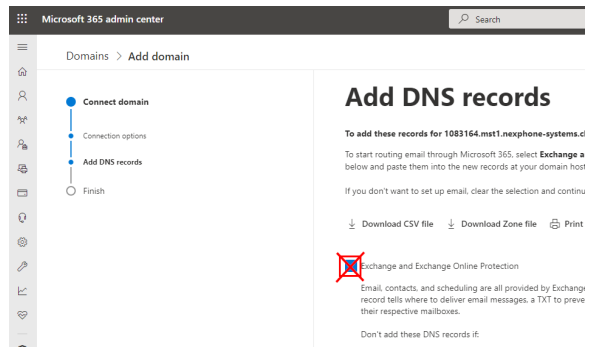 Microsoft 365 admin center
Search
Domains > Add domain
Connect domain
Connection options
Add DNS records
Finish
Add DNS records
To add these records for 1083164.mst1.nexphone-systems.c
To start routing email through Microsoft 365, select Exchange a
below and paste them into the new records at your domain host
If you don't want to set up email, clear the selection and continu
Download CSV file Download Zone file Print
Exchange and Exchange Online Protection
Email, contacts, and scheduling are all provided by Exchange
record tells where to deliver email messages, a TXT to preve
their respective mailboxes.
Don't add these DNS records if: